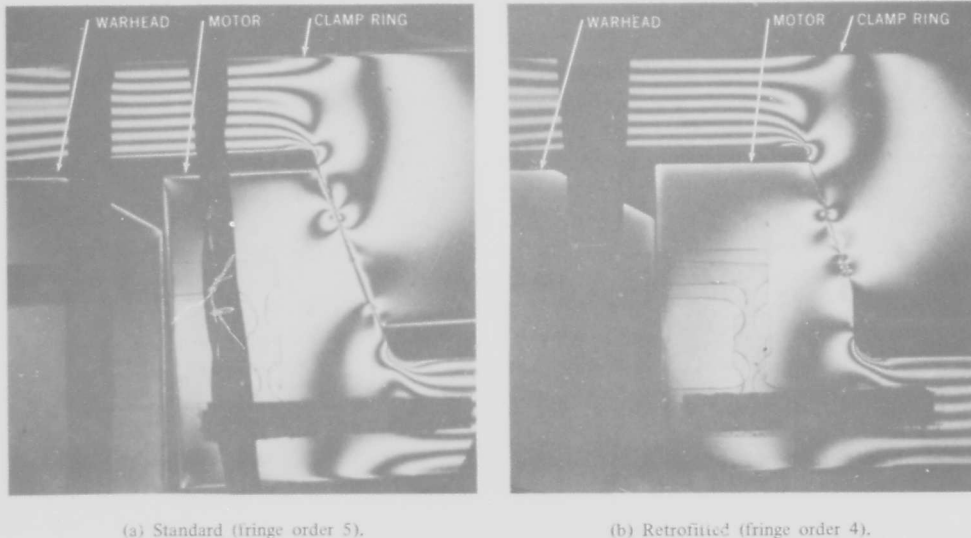 WARHEAD MOTOR CLAMP RING
MOTOR CLAMP RING
WARHEAD
(a) Standard (fringe order 5).
(b) Retrofitted (fringe order 4).